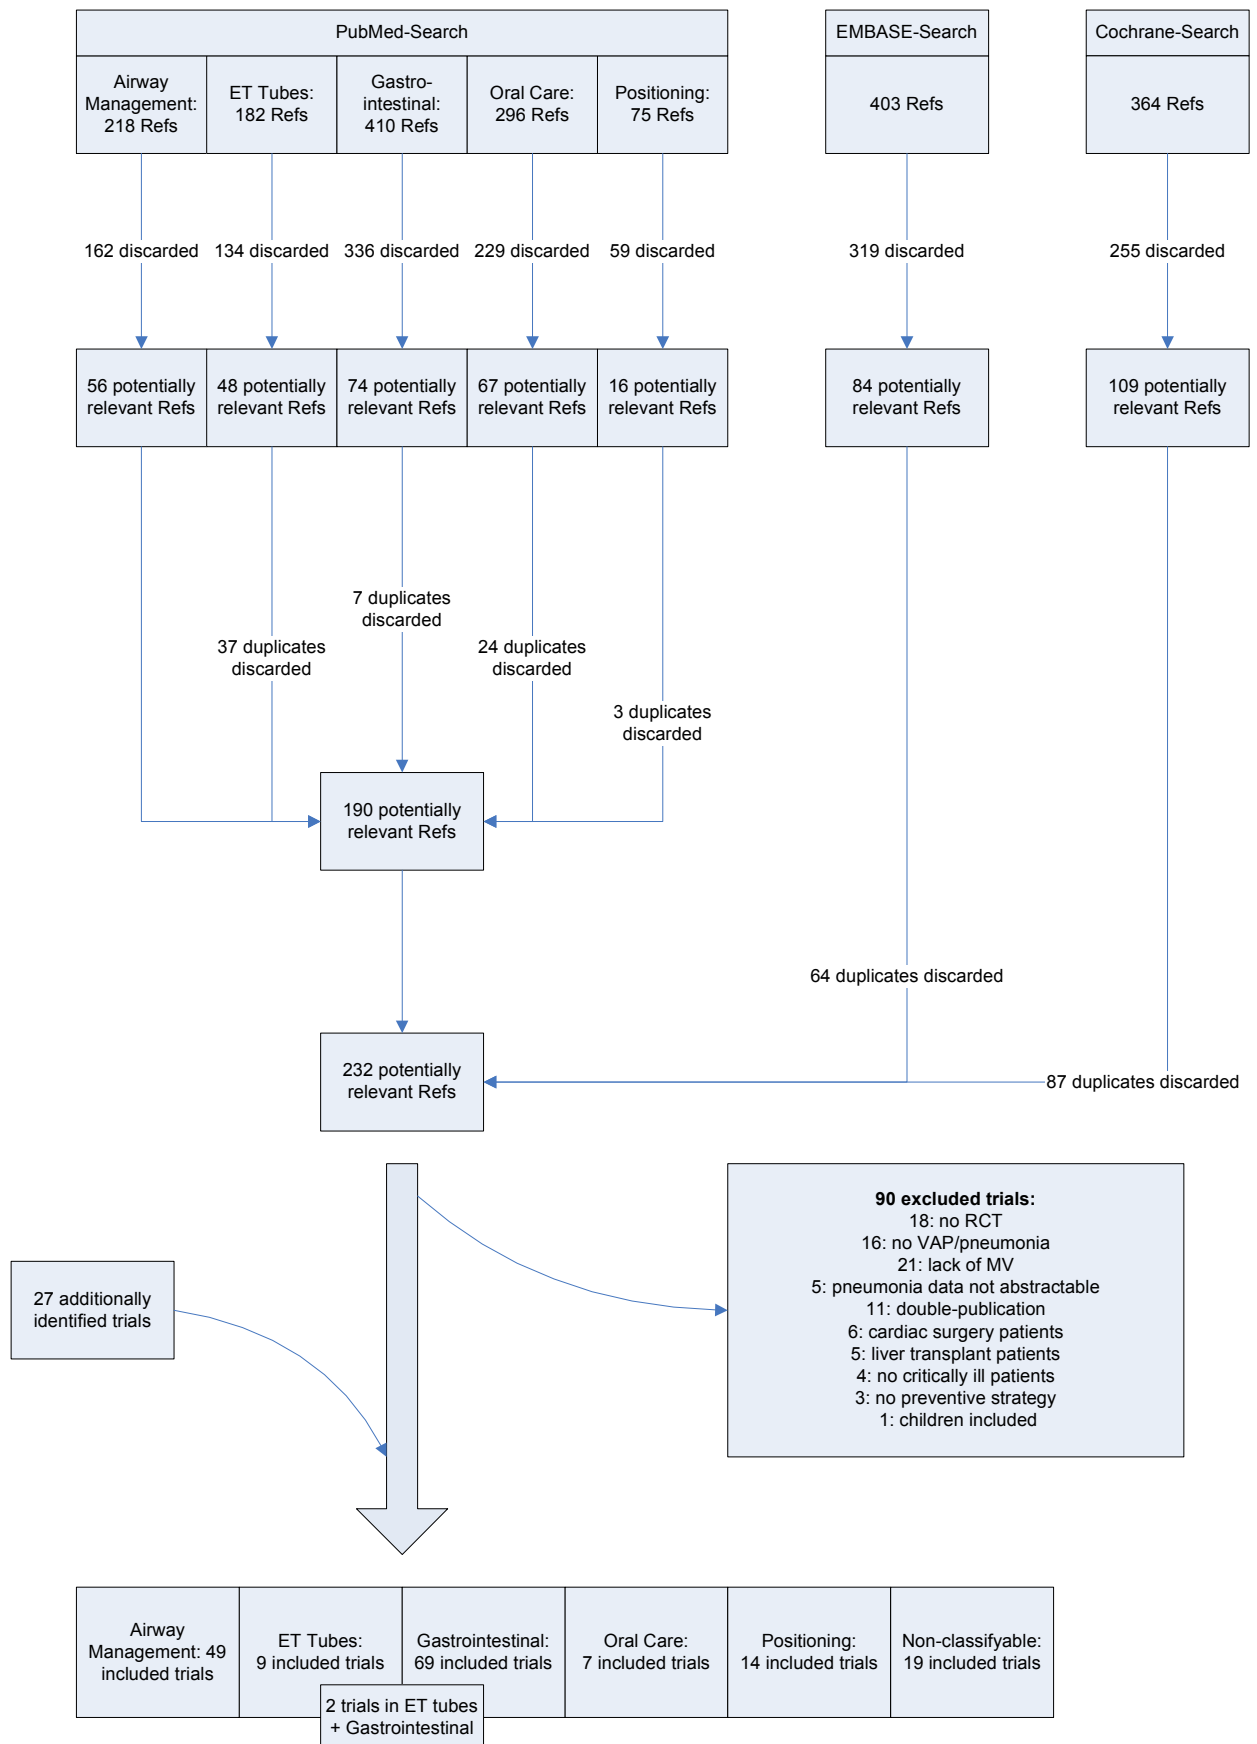 PubMed-Search
EMBASE-Search
Cochrane-Search
Airway
Management:
218 Refs
ET Tubes:
182 Refs
Gastro-
intestinal:
410 Refs
Oral Care:
296 Refs
Positioning:
75 Refs
403 Refs
364 Refs
162 discarded
134 discarded
336 discarded
229 discarded
59 discarded
319 discarded
255 discarded
56 potentially
relevant Refs
48 potentially
relevant Refs
74 potentially
relevant Refs
67 potentially
relevant Refs
16 potentially
relevant Refs
84 potentially
relevant Refs
109 potentially
relevant Refs
7 duplicates
discarded
37 duplicates
discarded
24 duplicates
discarded
3 duplicates
discarded
190 potentially
relevant Refs
64 duplicates discarded
232 potentially
relevant Refs
87 duplicates discarded
90 excluded trials:
18: no RCT
16: no VAP/pneumonia
21: lack of MV
5: pneumonia data not abstractable
11: double-publication
6: cardiac surgery patients
5: liver transplant patients
4: no critically ill patients
3: no preventive strategy
1: children included
27 additionally
identified trials
Airway
Management: 49
included trials
ET Tubes:
9 included trials
Gastrointestinal:
69 included trials
Oral Care:
7 included trials
Positioning:
14 included trials
Non-classifyable:
19 included trials
2 trials in ET tubes
+ Gastrointestinal